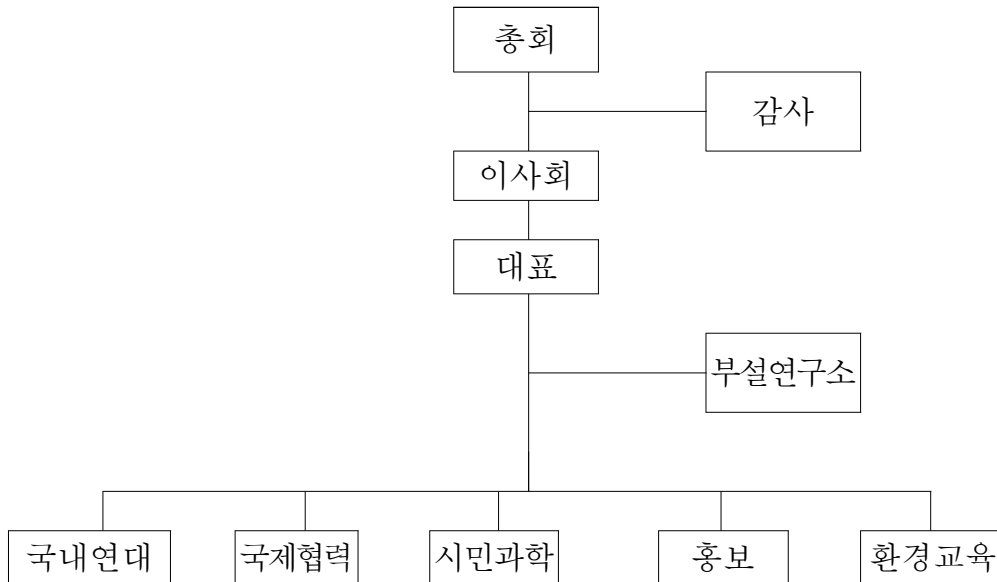 총회
감사
이사회
대표
부설연구소
국내연대
국제협력
시민과학
홍보
환경교육